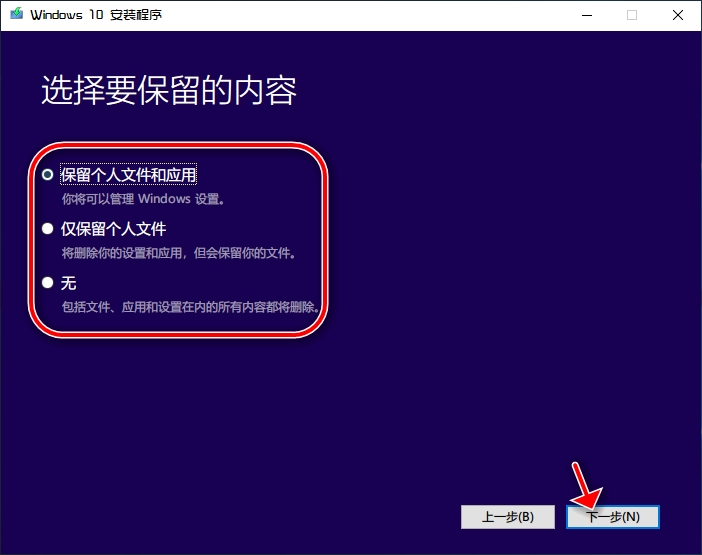 Windows 10 安装程序
选择要保留的内容
保留个人文件和应用
你将可以管理 Windows 设置。
仅保留个人文件
将删除你的设置和应用，但会保留你的文件。
无
包括文件、应用和设置在内的所有内容都将删除。
上一步(B)
下一步(N)